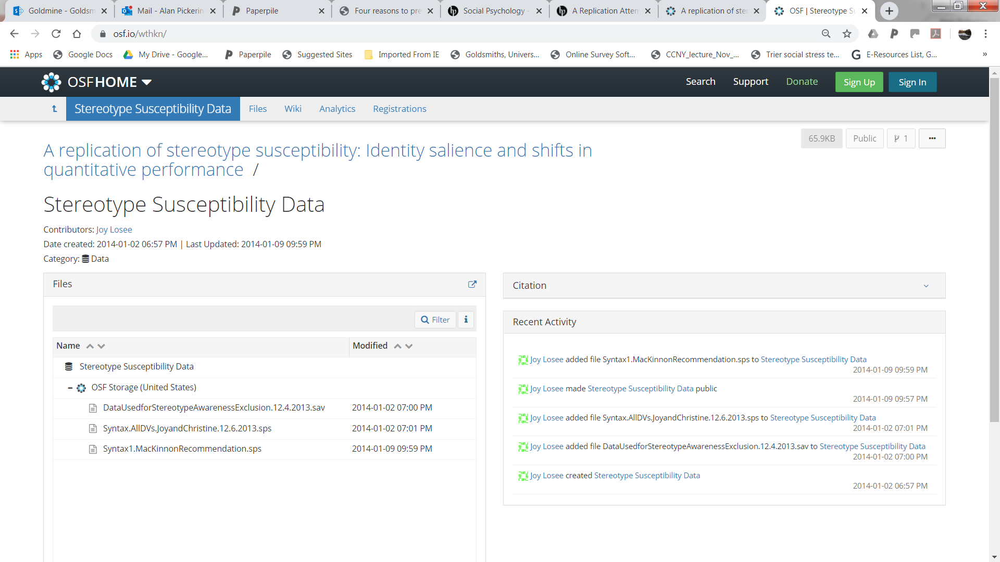 Goldmine - Goldsm
Mail - Alan Pickerin
Paperpile
Four reasons to pre
Social Psychology -
A Replication Attem
A replication of ster
OSF | Stereotype Su
osf.io/wthkn/
Apps
Google Docs
My Drive - Google...
Paperpile
Suggested Sites
Imported From IE
Goldsmiths, Univers...
Online Survey Soft...
CCNY_lecture_Nov_...
Trier social stress te...
E-Resources List, G...
»
OSFHOME
Search
Support
Donate
Sign Up
Sign In
Stereotype Susceptibility Data
Files
Wiki
Analytics
Registrations
65.9KB
Public
1
A replication of stereotype susceptibility: Identity salience and shifts in
quantitative performance /
Stereotype Susceptibility Data
Contributors: Joy Losee
Date created: 2014-01-02 06:57 PM | Last Updated: 2014-01-09 09:59 PM
Category: Data
Files
Filter
Name
Modified
Stereotype Susceptibility Data
OSF Storage (United States)
DataUsedforStereotypeAwarenessExclusion.12.4.2013.sav 2014-01-02 07:00 PM
Syntax.AllDVs.JoyandChristine.12.6.2013.sps 2014-01-02 07:01 PM
Syntax1.MacKinnonRecommendation.sps 2014-01-09 09:59 PM
Citation
Recent Activity
Joy Losee added file Syntax1.MacKinnonRecommendation.sps to Stereotype Susceptibility Data
2014-01-09 09:59 PM
Joy Losee made Stereotype Susceptibility Data public
2014-01-09 09:57 PM
Joy Losee added file Syntax.AllDVs.JoyandChristine.12.6.2013.sps to Stereotype Susceptibility Data
2014-01-02 07:01 PM
Joy Losee added file DataUsedforStereotypeAwarenessExclusion.12.4.2013.sav to Stereotype Susceptibility Data
2014-01-02 07:00 PM
Joy Losee created Stereotype Susceptibility Data
2014-01-02 06:57 PM